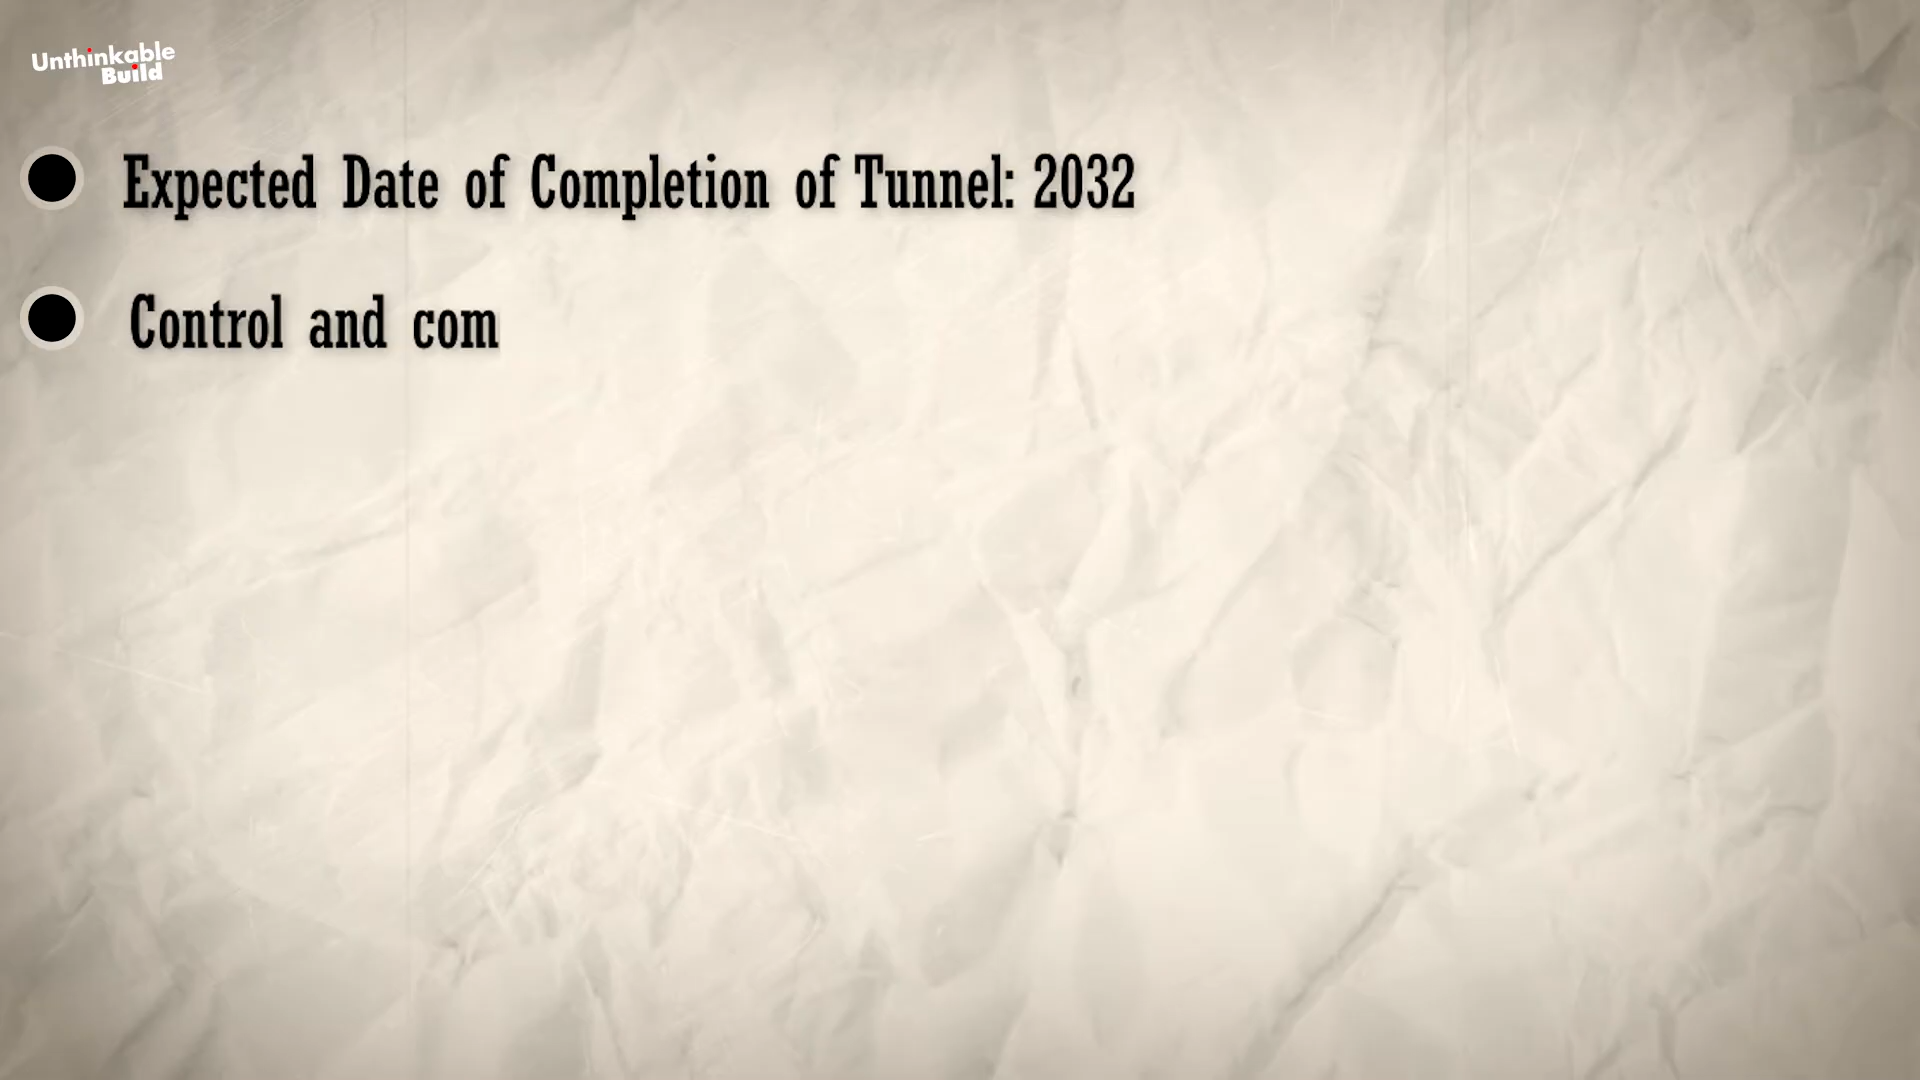 Unthinkable
Build
Expected Date of Completion of Tunnel: 2032
Control and com